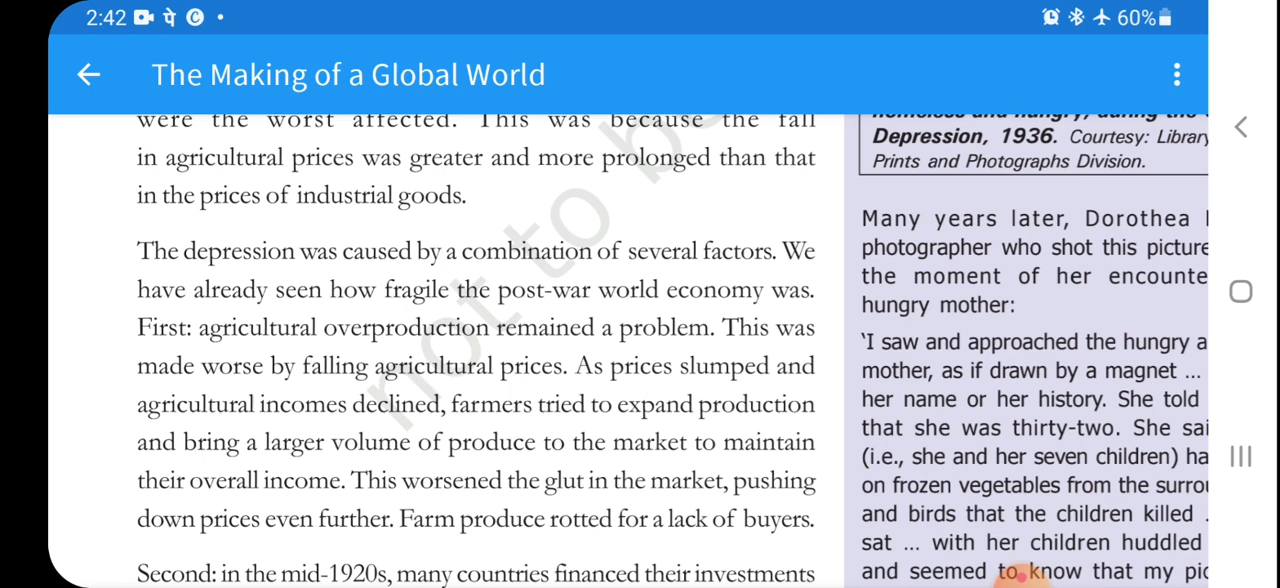 2:42 पे C
60%
The Making of a Global World
were the worst affected. This was because the fall
in agricultural prices was greater and more prolonged than that
in the prices of industrial goods.
The depression was caused by a combination of several factors. We
have already seen how fragile the post-war world economy was.
First: agricultural overproduction remained a problem. This was
made worse by falling agricultural prices. As prices slumped and
agricultural incomes declined, farmers tried to expand production
and bring a larger volume of produce to the market to maintain
their overall income. This worsened the glut in the market, pushing
down prices even further. Farm produce rotted for a lack of buyers.
Second: in the mid-1920s, many countries financed their investments
not to be
homeless and hungry, during the
Depression, 1936. Courtesy: Library
Prints and Photographs Division.
Many years later, Dorothea
photographer who shot this picture
the moment of her encounte
hungry mother:
'I saw and approached the hungry a
mother, as if drawn by a magnet ...
her name or her history. She told
that she was thirty-two. She sai
(i.e., she and her seven children) ha
on frozen vegetables from the surrou
and birds that the children killed .
sat ... with her children huddled
and seemed to know that my pic